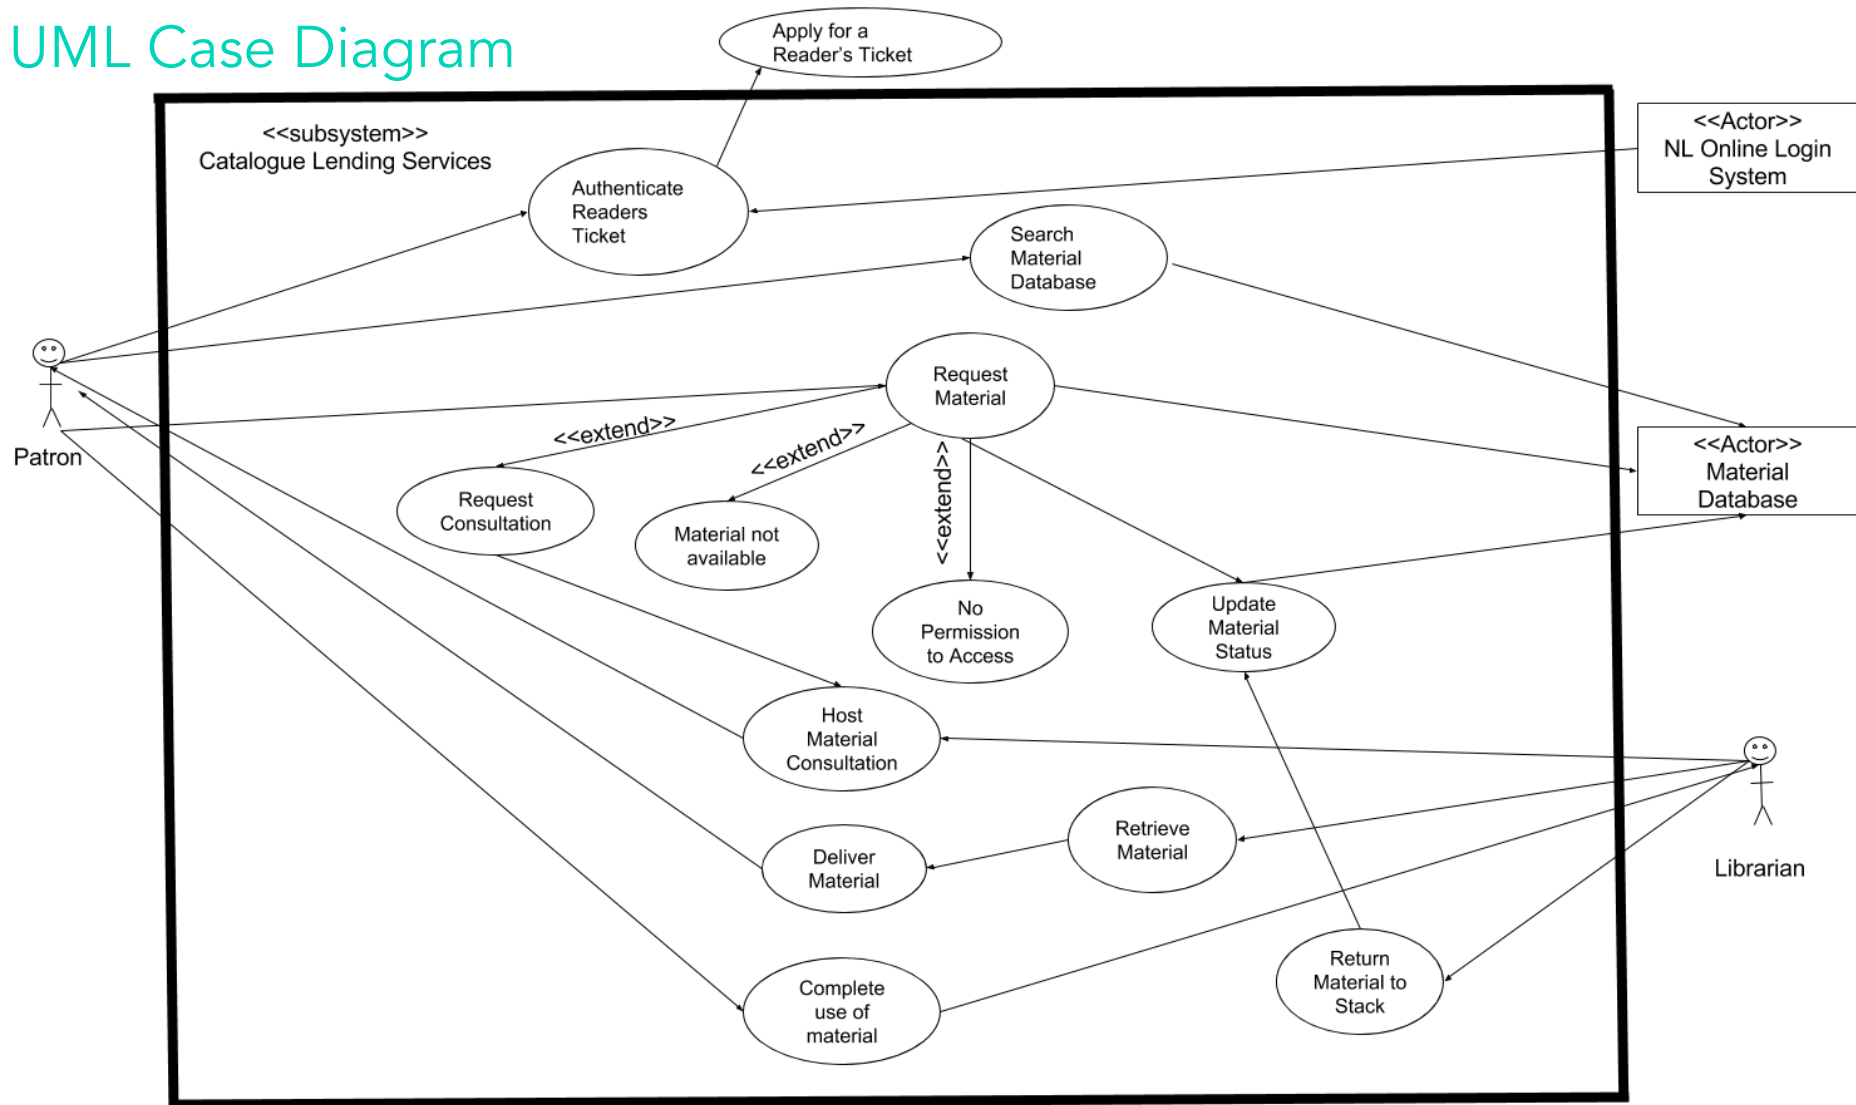 UML Case Diagram
Apply for a
Reader's Ticket
<<subsystem>>
Catalogue Lending Services
<<Actor>>
NL Online Login
System
Authenticate
Readers
Ticket
Search
Material
Database
Request
Material
Patron
<<extend>>
<<extend>>
<<extend>>
<<Actor>>
Material
Database
Request
Consultation
Material not
available
No
Permission
to Access
Update
Material
Status
Host
Material
Consultation
Retrieve
Material
Deliver
Material
Librarian
Return
Material to
Stack
Complete
use of
material